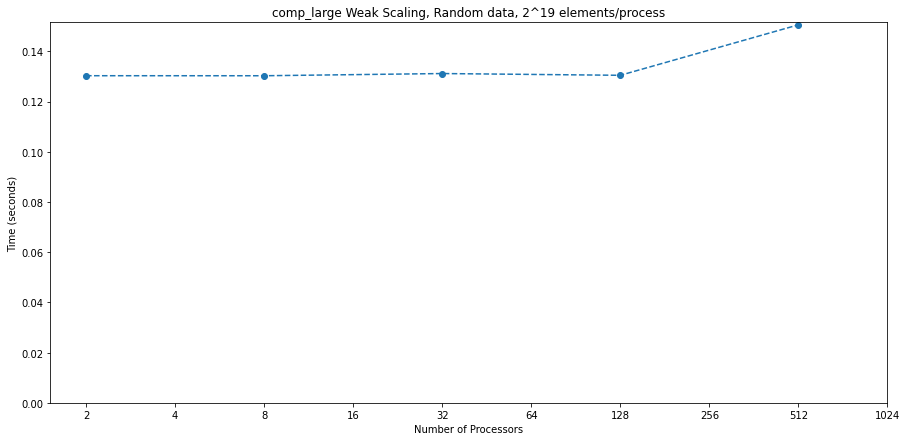 comp_large Weak Scaling, Random data, 2^19 elements/process
Time (seconds)
0.14
0.12
0.10
0.08
0.06
0.04
0.02
0.00
2 4 8 16 32 64 128 256 512 1024
Number of Processors